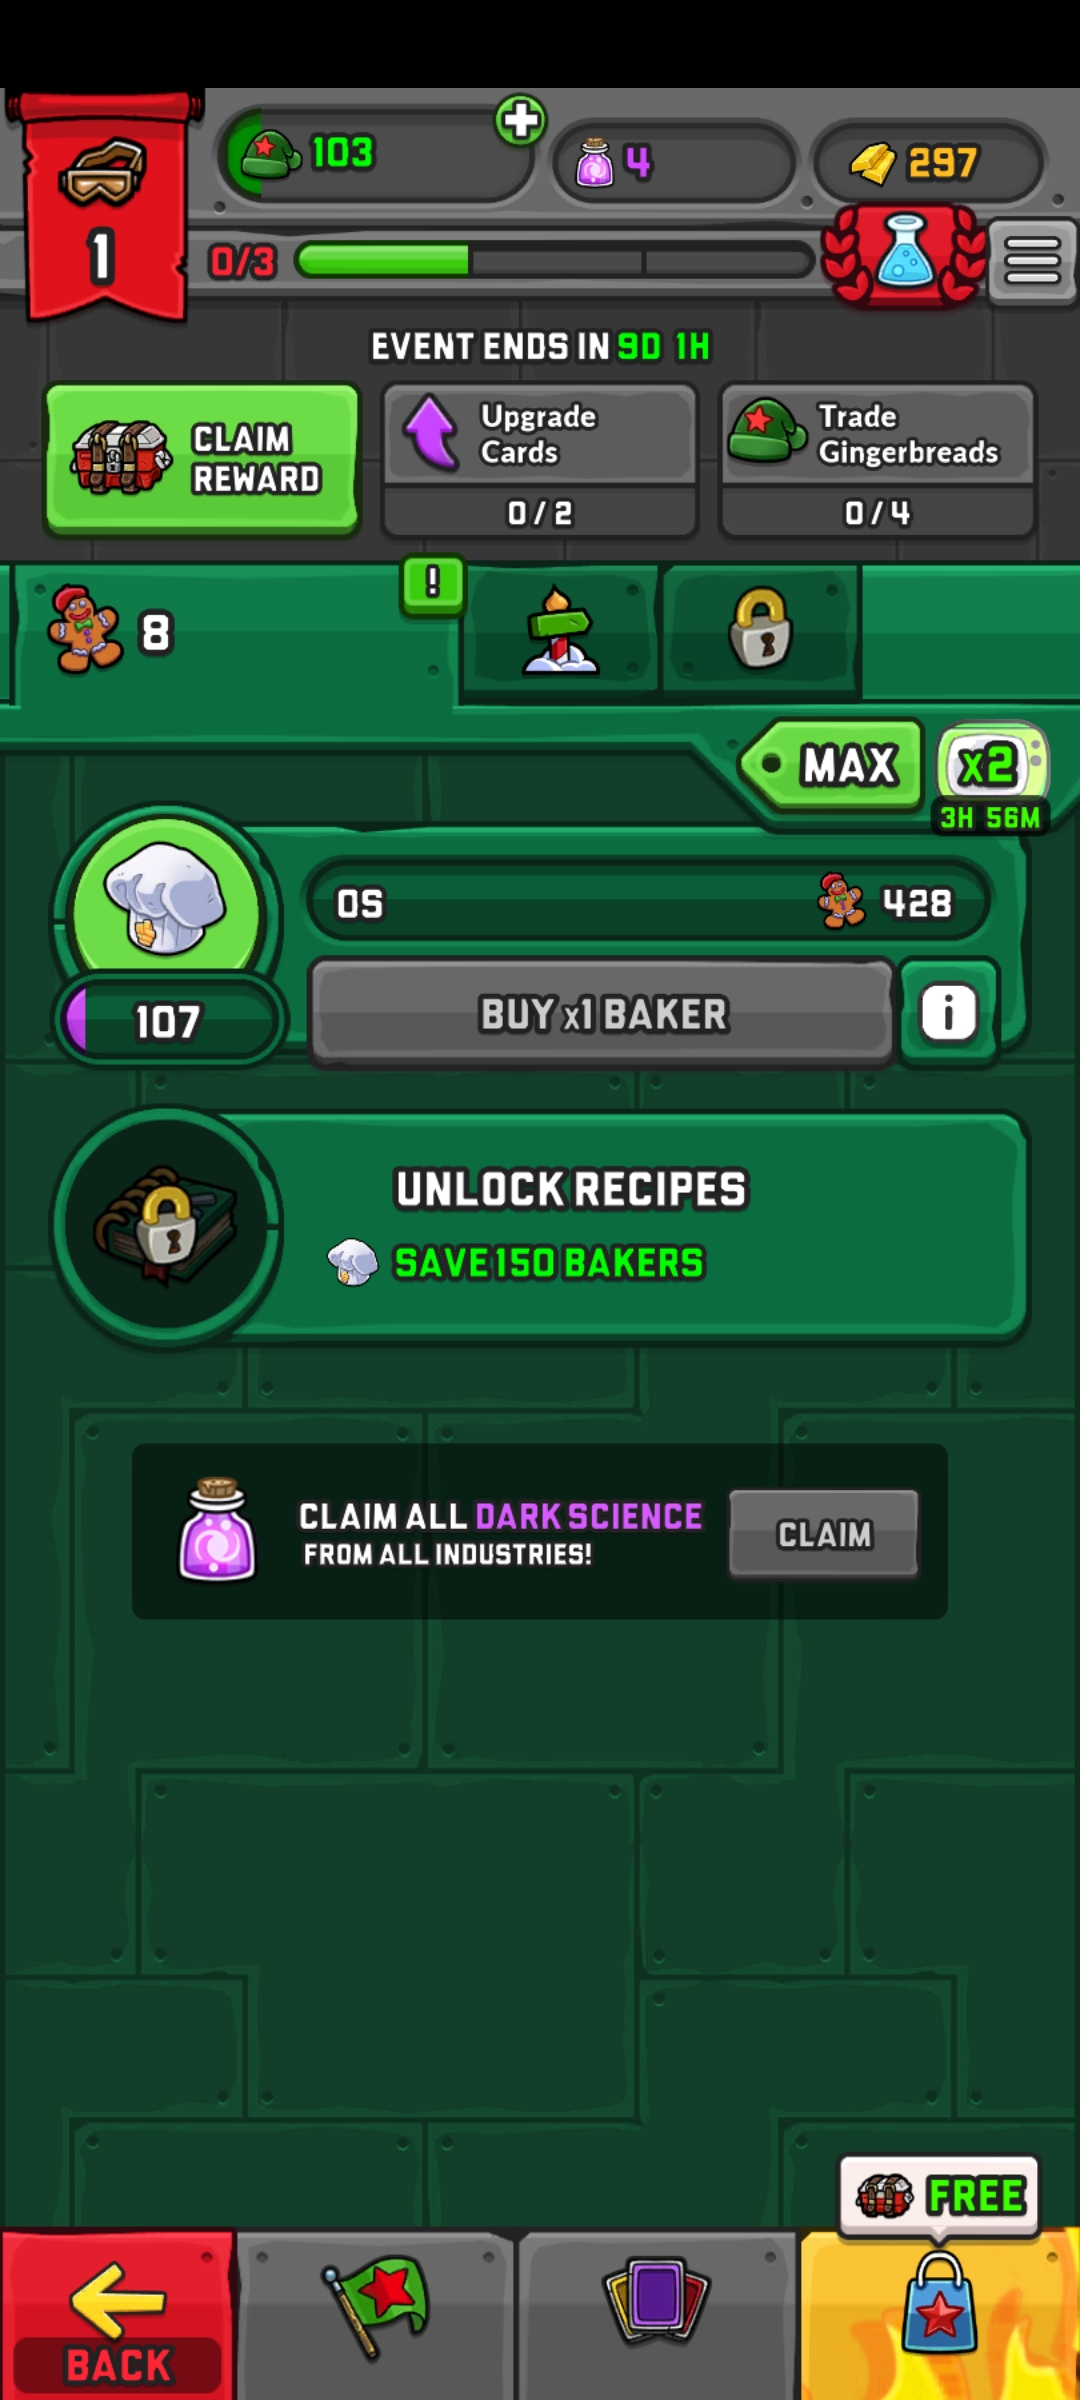 103
4
297
1
0/3
EVENT ENDS IN 9D 1H
CLAIM
REWARD
Upgrade
Cards
0/2
Trade
Gingerbreads
0/4
8
!
MAX
x2
3H 56M
0S
428
107
BUY x1 BAKER
i
UNLOCK RECIPES
SAVE 150 BAKERS
CLAIM ALL DARK SCIENCE
FROM ALL INDUSTRIES!
CLAIM
FREE
BACK